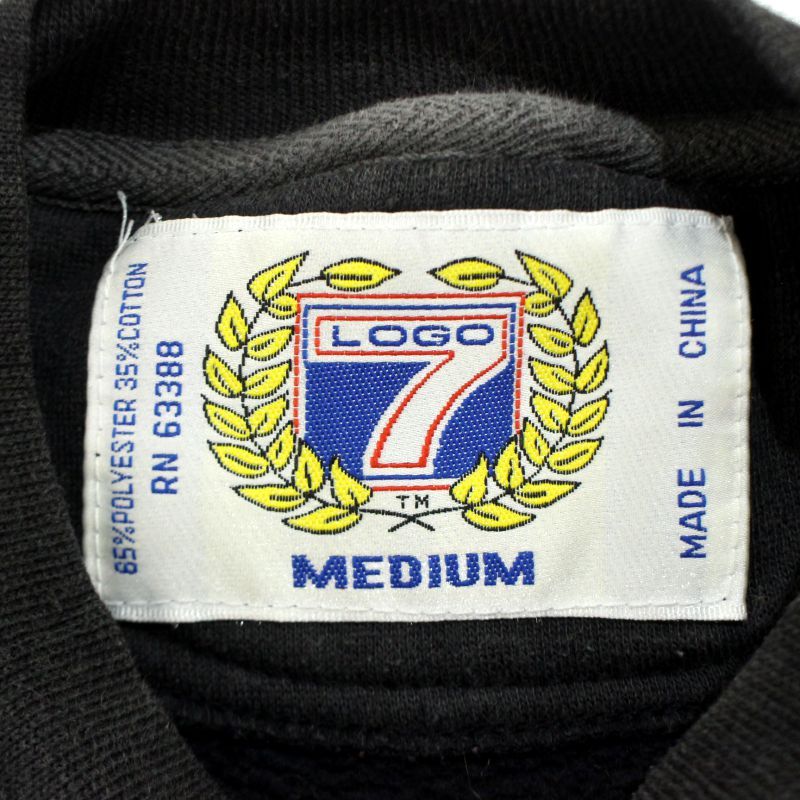 65%POLYESTER 35%COTTON
RN 63388
LOGO
7
TM
MEDIUM
MADE IN CHINA